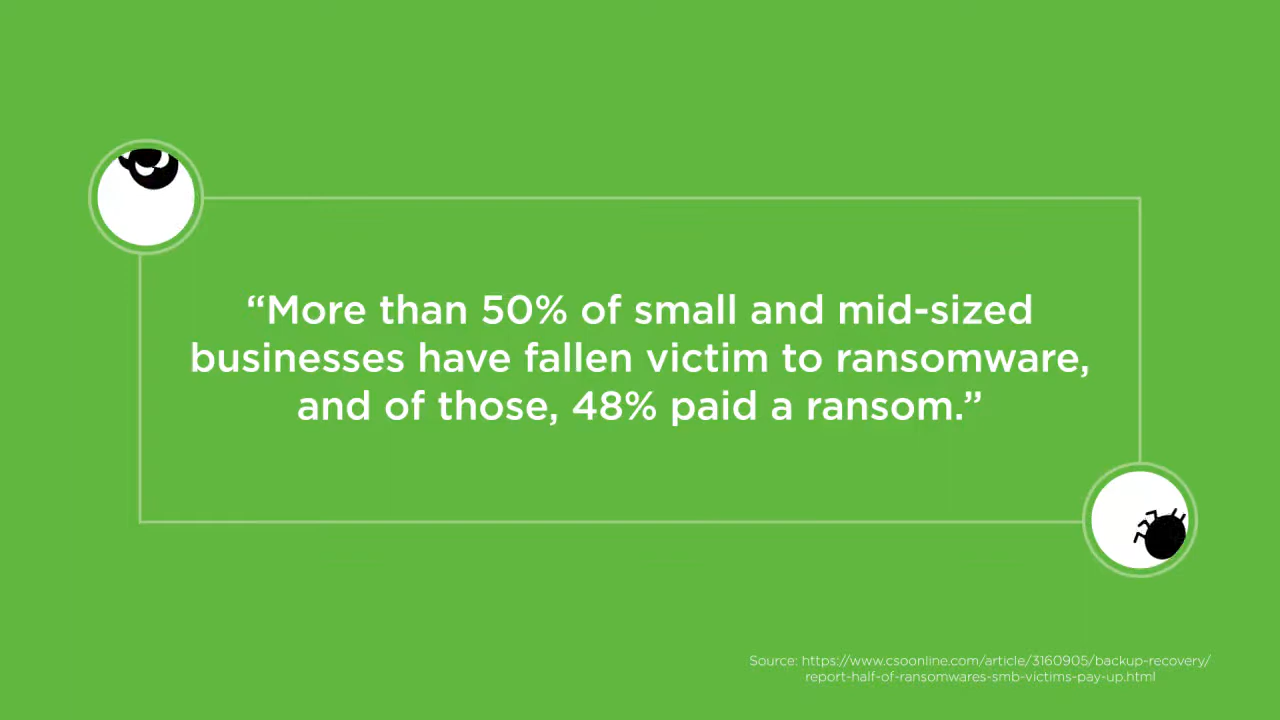 “More than 50% of small and mid-sized
businesses have fallen victim to ransomware,
and of those, 48% paid a ransom.”
Source: https://www.csoonline.com/article/3160905/backup-recovery/
report-half-of-ransomwares-smb-victims-pay-up.html